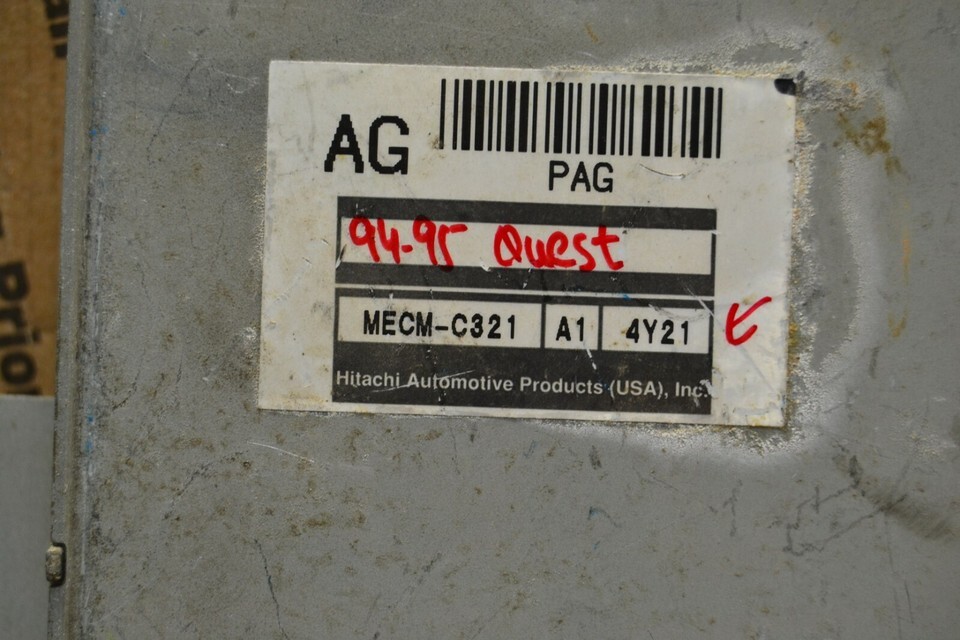 AG
PAG
94-95 Quest
MECM-C321 A1 4Y21
E
Hitachi Automotive Products (USA), Inc.